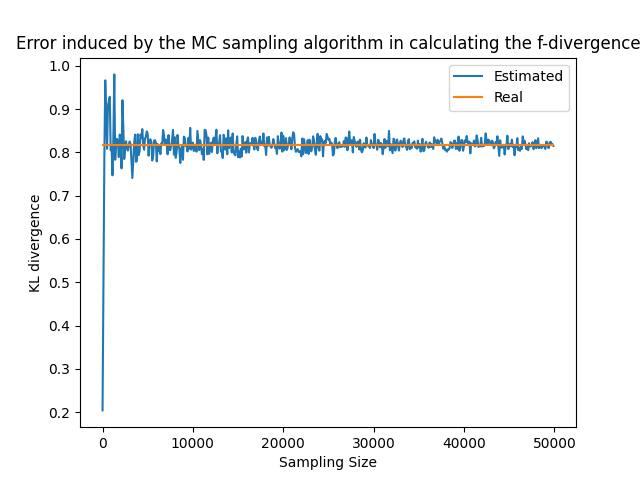 Error induced by the MC sampling algorithm in calculating the f-divergence
Estimated
Real
1.0
0.9
0.8
0.7
0.6
0.5
0.4
0.3
0.2
KL divergence
0 10000 20000 30000 40000 50000
Sampling Size